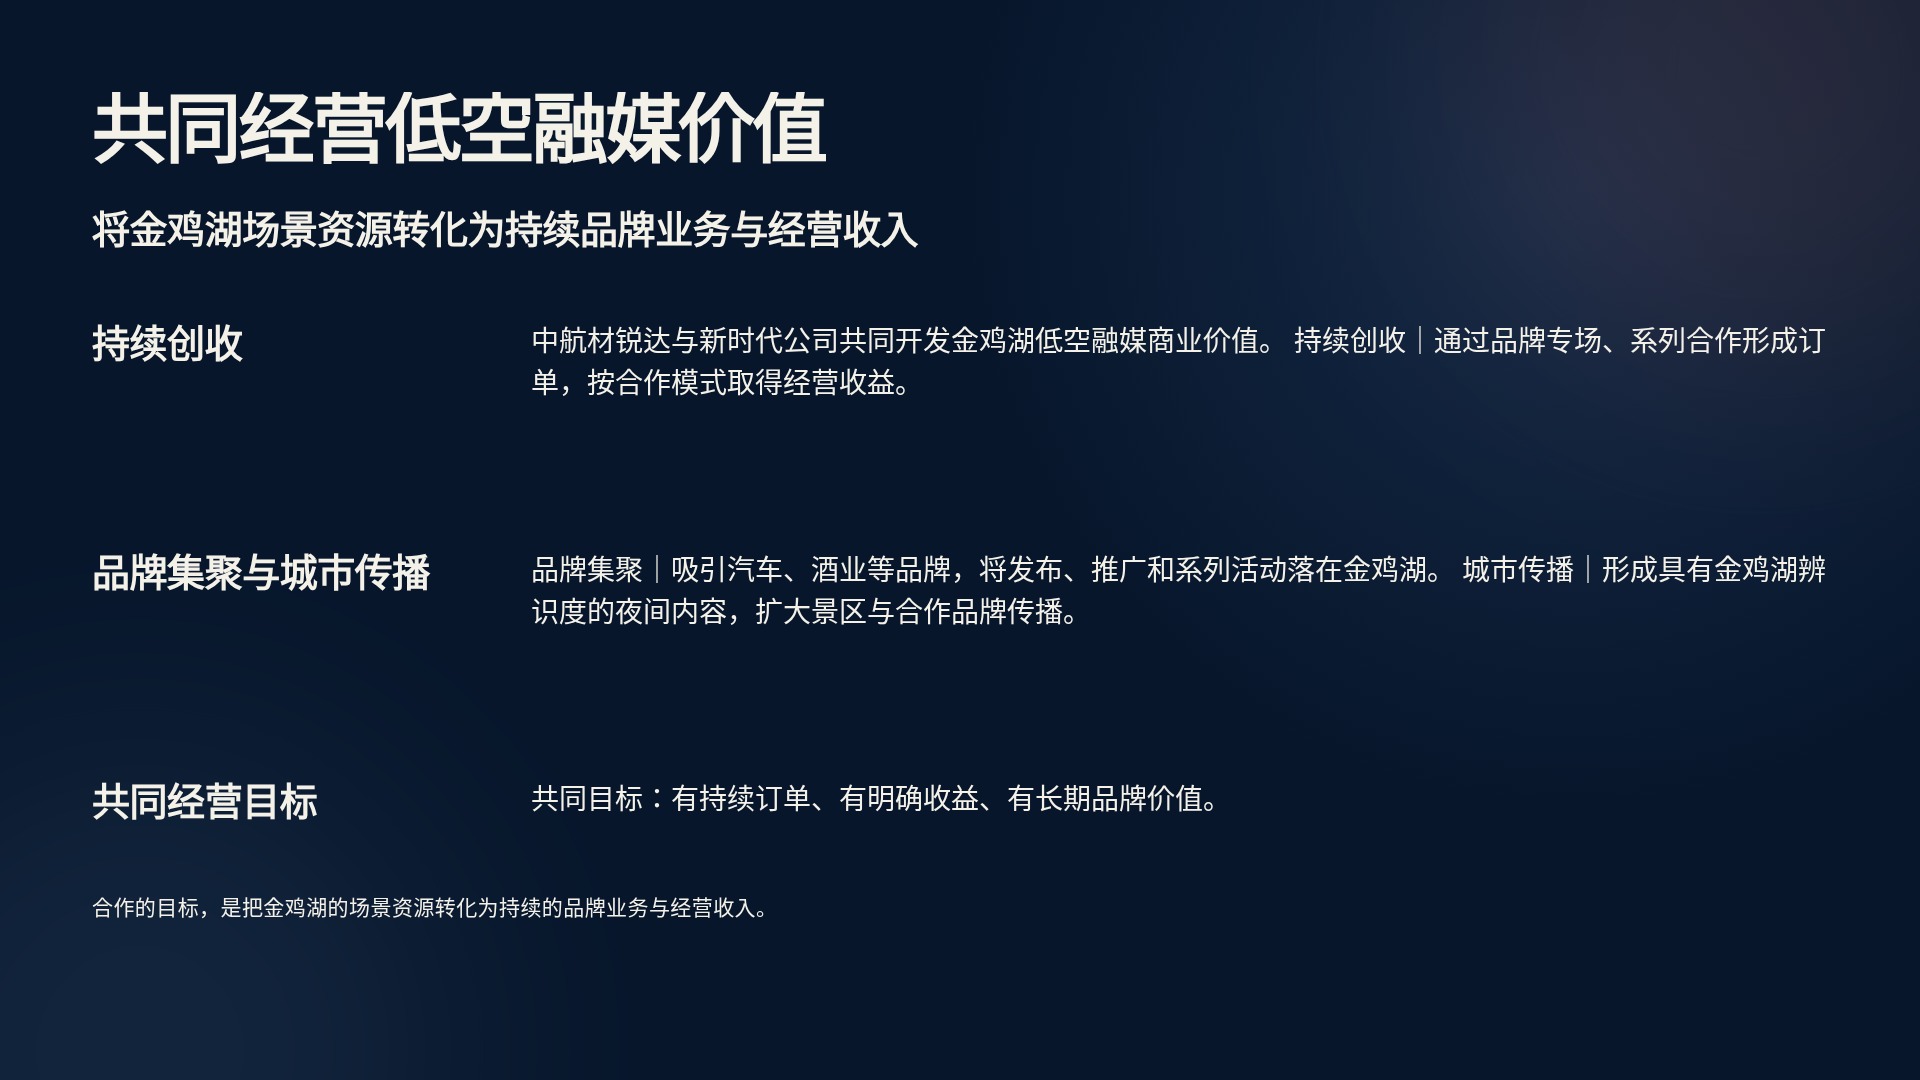 共同经营低空融媒价值
将金鸡湖场景资源转化为持续品牌业务与经营收入
持续创收
中航材锐达与新时代公司共同开发金鸡湖低空融媒商业价值。 持续创收｜通过品牌专场、系列合作形成订
单，按合作模式取得经营收益。
品牌集聚与城市传播
品牌集聚｜吸引汽车、酒业等品牌，将发布、推广和系列活动落在金鸡湖。 城市传播｜形成具有金鸡湖辨
识度的夜间内容，扩大景区与合作品牌传播。
共同经营目标
共同目标：有持续订单、有明确收益、有长期品牌价值。
合作的目标，是把金鸡湖的场景资源转化为持续的品牌业务与经营收入。